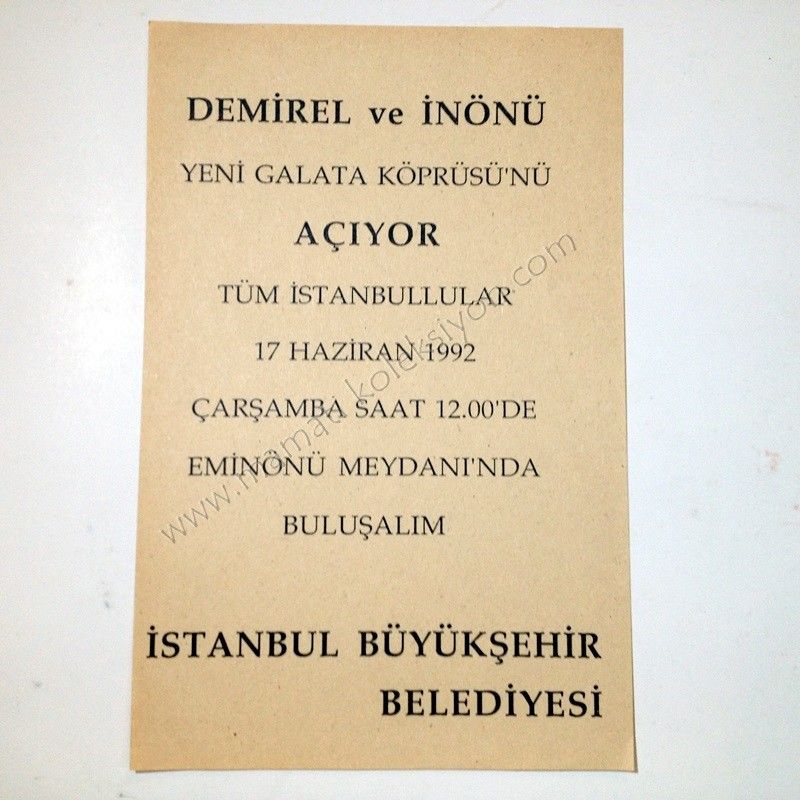 DEMİREL ve İNÖNÜ
YENİ GALATA KÖPRÜSÜ'NÜ
AÇIYOR
TÜM İSTANBULLULAR
17 HAZİRAN 1992
ÇARŞAMBA SAAT 12.00'DE
EMİNÖNÜ MEYDANI'NDA
BULUŞALIM
İSTANBUL BÜYÜKŞEHİR
BELEDİYESİ